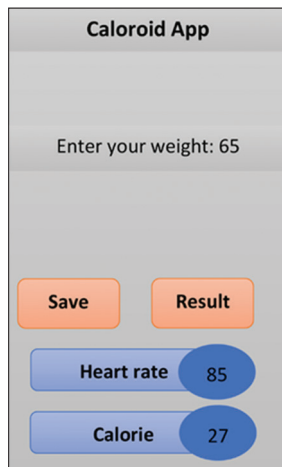 Caloroid App
Enter your weight: 65
Save Result
Heart rate 85
Calorie 27